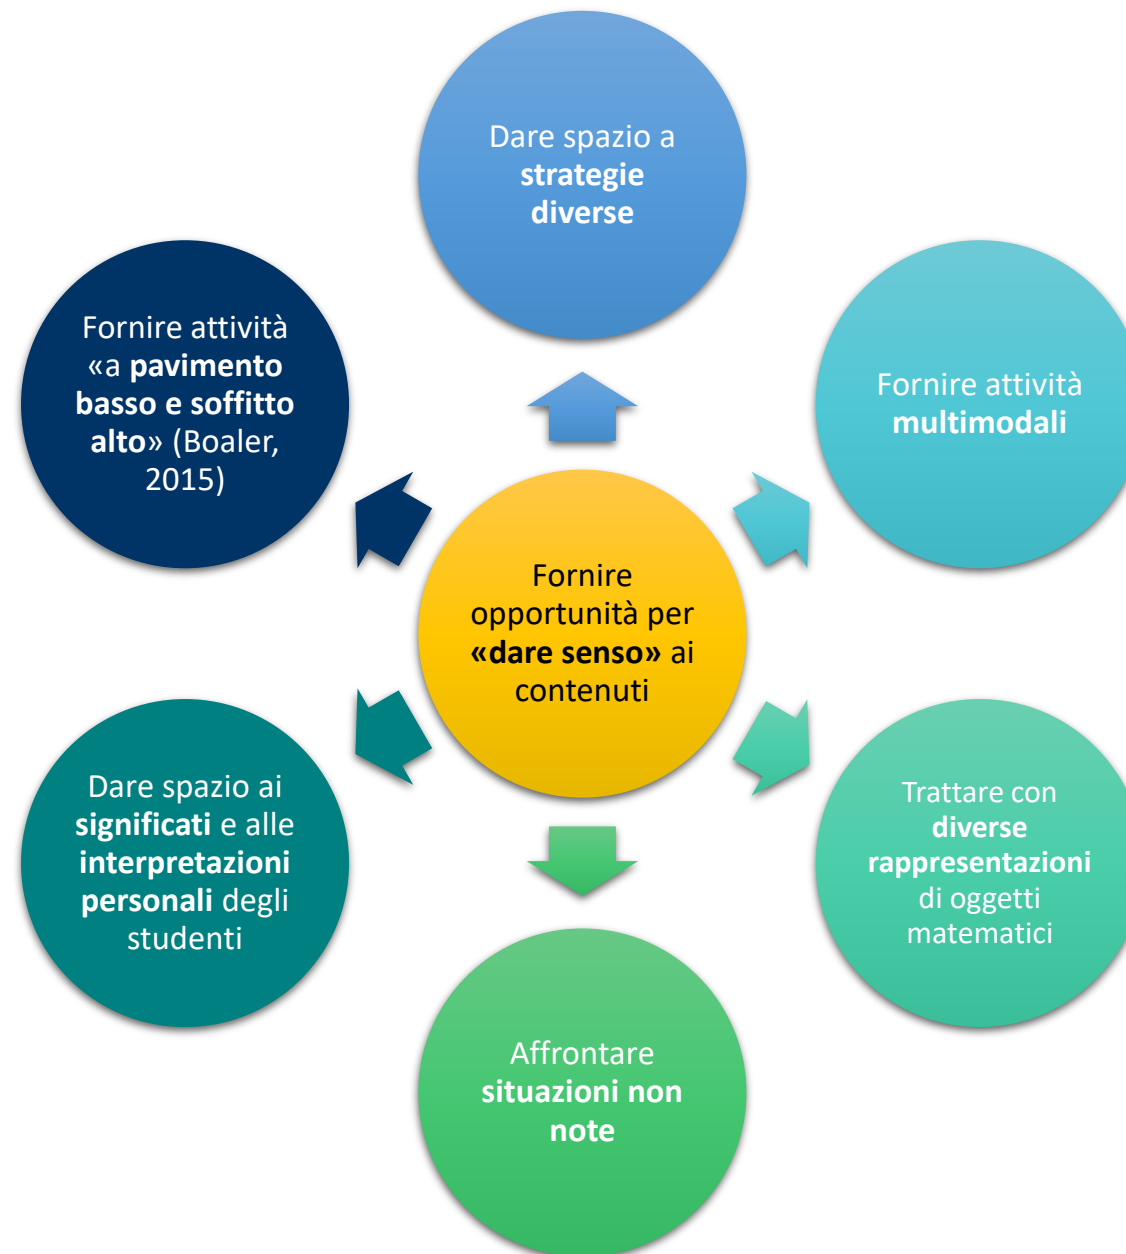 Dare spazio a
strategie
diverse
Fornire attività
multimodali
Trattare con
diverse
rappresentazioni
di oggetti
matematici
Affrontare
situazioni non
note
Dare spazio ai
significati e alle
interpretazioni
personali degli
studenti
Fornire attività
«a pavimento
basso e soffitto
alto» (Boaler,
2015)
Fornire
opportunità per
«dare senso» ai
contenuti